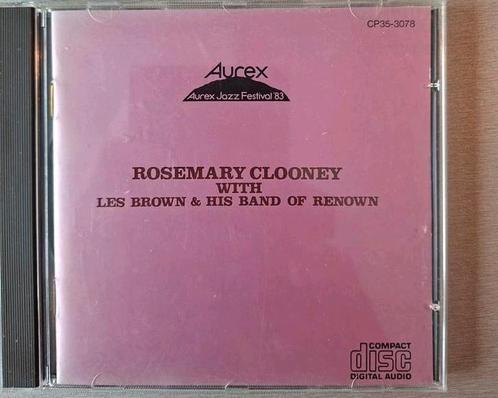 CP35-3078
Aurex
Aurex Jazz Festival '83
ROSEMARY CLOONEY
WITH
LES BROWN & HIS BAND OF RENOWN
COMPACT
disc
DIGITAL AUDIO